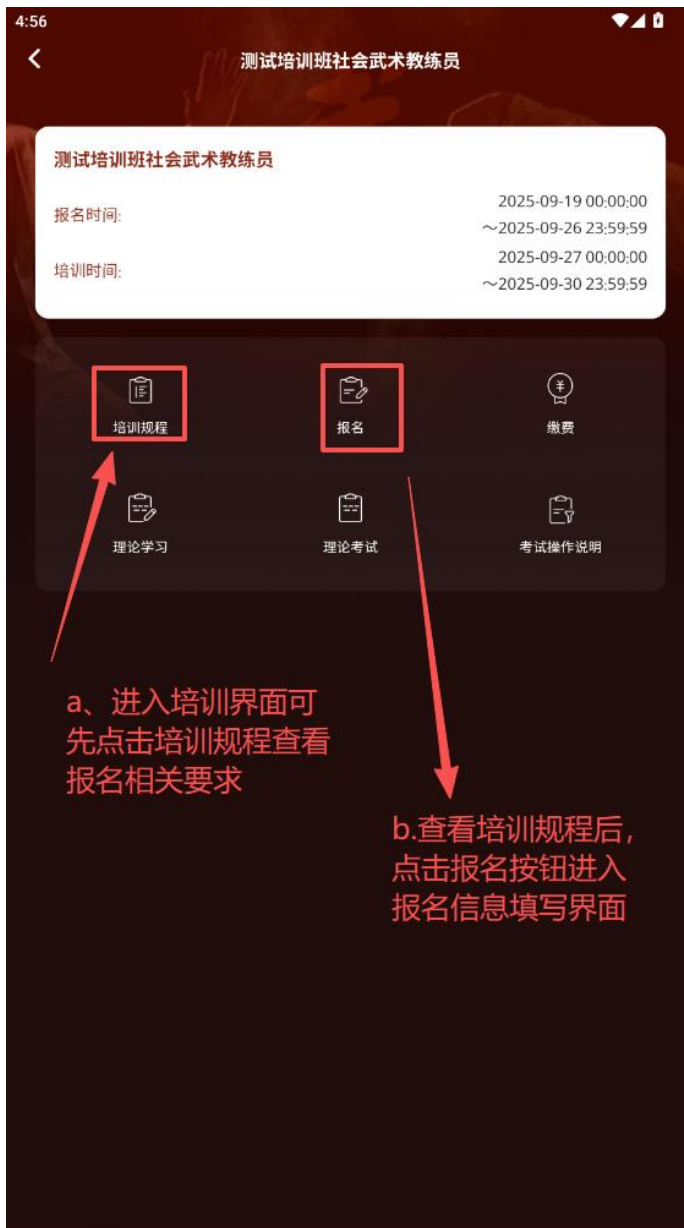 4:56
测试培训班社会武术教练员
测试培训班社会武术教练员
报名时间:
2025-09-19 00:00:00
～2025-09-26 23:59:59
培训时间:
2025-09-27 00:00:00
～2025-09-30 23:59:59
培训规程
报名
缴费
理论学习
理论考试
考试操作说明
a、进入培训界面可
先点击培训规程查看
报名相关要求
b.查看培训规程后，
点击报名按钮进入
报名信息填写界面